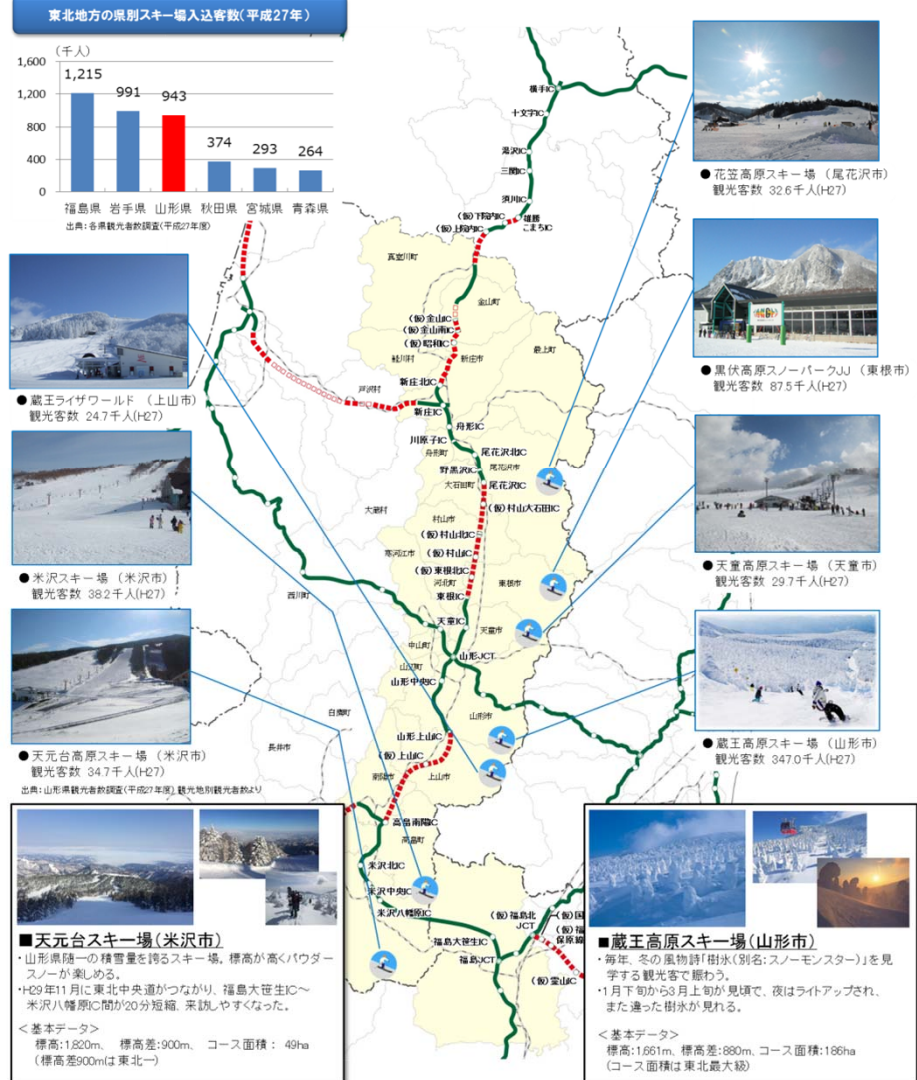 東北地方の県別スキー場入込客数(平成27年)
(千人)
1,600
1,200
800
400
0
1,215
991
943
374
293
264
福島県 岩手県 山形県 秋田県 宮城県 青森県
出典:各県観光者数調査(平成27年度)
●蔵王ライザワールド (上山市)
観光客数 24.7千人(H27)
●米沢スキー場 (米沢市)
観光客数 38.2千人(H27)
●天元台高原スキー場 (米沢市)
観光客数 34.7千人(H27)
出典:山形県観光者数調査(平成27年度)_観光地別観光者数より
●花笠高原スキー場 (尾花沢市)
観光客数 32.6千人(H27)
●黒伏高原スノーパークJJ (東根市)
観光客数 87.5千人(H27)
●天童高原スキー場 (天童市)
観光客数 29.7千人(H27)
●蔵王高原スキー場 (山形市)
観光客数 347.0千人(H27)
横手IC
十文字IC
湯沢IC
三関IC
須川IC
(仮)下院内IC
雄勝
こまちIC
(仮)上院内IC
真室川町
金山町
(仮)金山IC
(仮)金山南IC
(仮)昭和IC
最上町
鮭川村
新庄市
戸沢村
新庄北IC
新庄IC
舟形IC
川原子IC
舟形町
尾花沢北IC
野黒沢IC
尾花沢市
大石田町
尾花沢IC
大蔵村
(仮)村山大石田IC
村山市
(仮)村山北IC
寒河江市
(仮)村山IC
(仮)東根北IC
河北町
東根市
東根IC
西川町
天童IC
天童市
中山町
山形JCT
山辺町
山形中央IC
白鷹町
山形市
山形上山IC
長井市
(仮)上山IC
南陽市
上山市
高畠南陽IC
高畠町
米沢北IC
米沢中央IC
米沢八幡原IC
(仮)福島北
JCT
(仮)国
(仮)福
保原線
福島大笹生IC
福島JCT
(仮)霊山IC
■天元台スキー場(米沢市)
・山形県随一の積雪量を誇るスキー場。標高が高くパウダー
スノーが楽しめる。
・H29年11月に東北中央道がつながり、福島大笹生IC~
米沢八幡原IC間が20分短縮、来訪しやすくなった。
<基本データ>
標高:1,820m、標高差:900m、 コース面積: 49ha
(標高差900mは東北一)
■蔵王高原スキー場(山形市)
・毎年、冬の風物詩「樹氷(別名:スノーモンスター)」を見
学する観光客で賑わう。
・1月下旬から3月上旬が見頃で、夜はライトアップされ、
また違った樹氷が見れる。
<基本データ>
標高:1,661m、標高差:880m、コース面積:186ha
(コース面積は東北最大級)